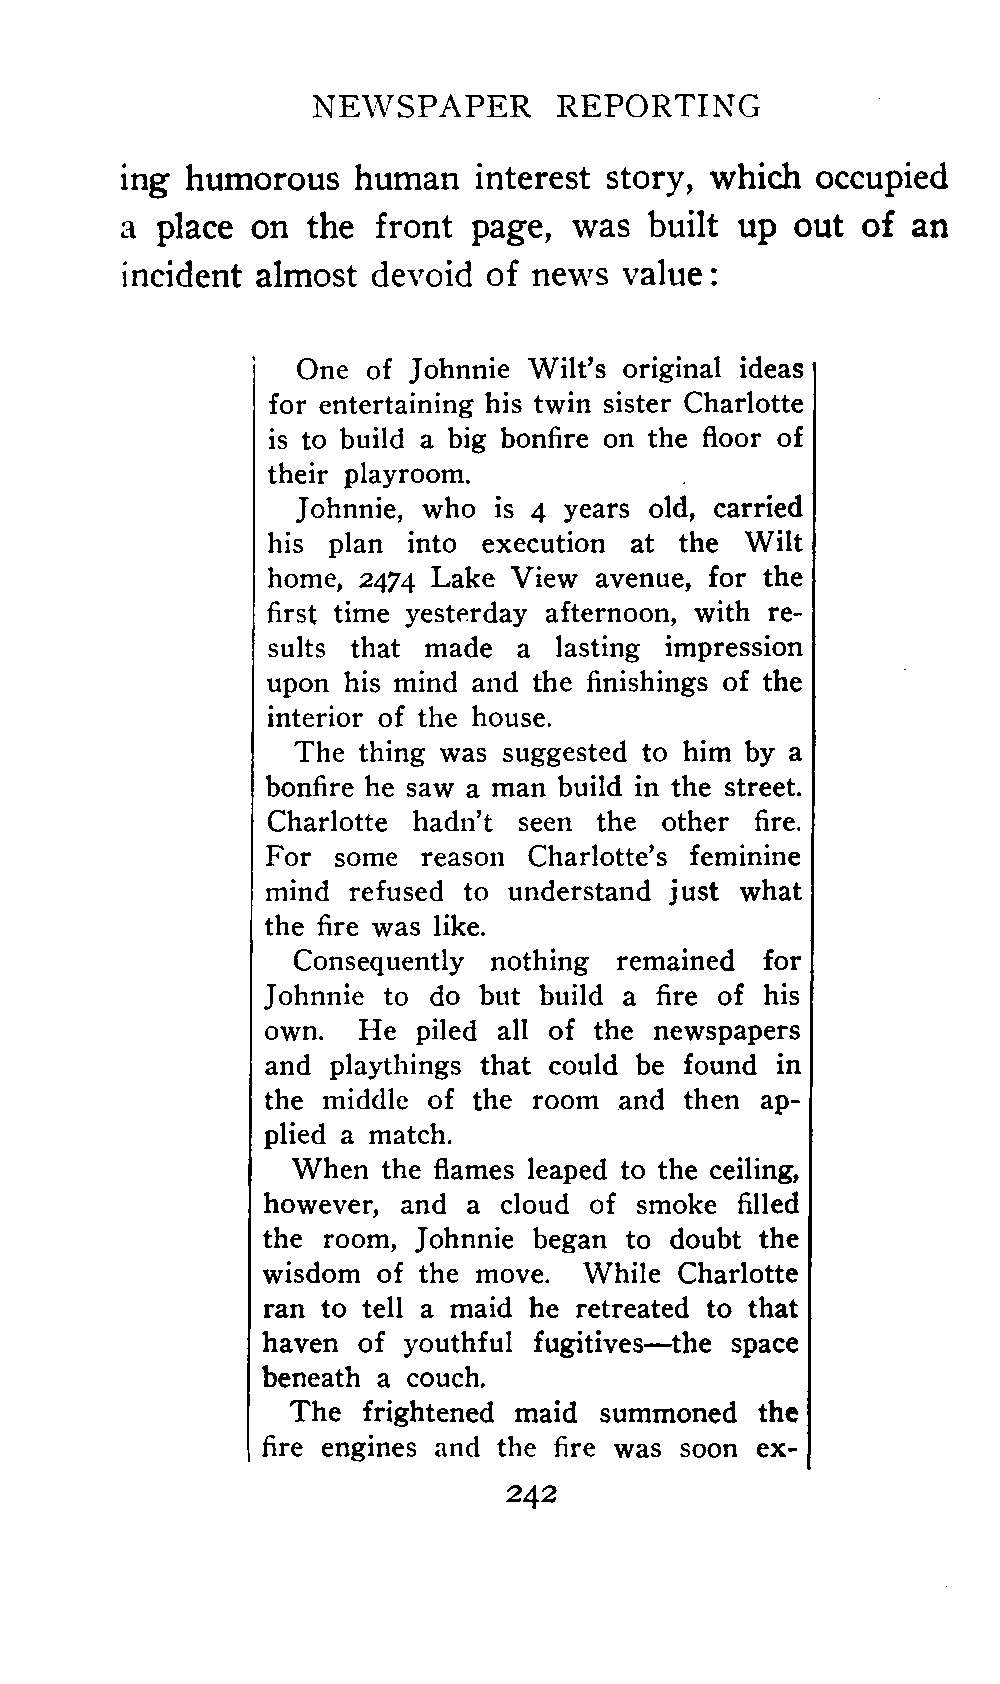 NEWSPAPER REPORTING
ing humorous human interest story, which occupied
a place on the front page, was built up out of an
incident almost devoid of news value:
One of Johnnie Wilt's original ideas
for entertaining his twin sister Charlotte
is to build a big bonfire on the floor of
their playroom.
Johnnie, who is 4 years old, carried
his plan into execution at the Wilt
home, 2474 Lake View avenue, for the
first time yesterday afternoon, with re-
sults that made a lasting impression
upon his mind and the finishings of the
interior of the house.
The thing was suggested to him by a
bonfire he saw a man build in the street.
Charlotte hadn't seen the other fire.
For some reason Charlotte's feminine
mind refused to understand just what
the fire was like.
Consequently nothing remained for
Johnnie to do but build a fire of his
own. He piled all of the newspapers
and playthings that could be found in
the middle of the room and then ap-
plied a match.
When the flames leaped to the ceiling,
however, and a cloud of smoke filled
the room, Johnnie began to doubt the
wisdom of the move. While Charlotte
ran to tell a maid he retreated to that
haven of youthful fugitives—the space
beneath a couch.
The frightened maid summoned the
fire engines and the fire was soon ex-
242